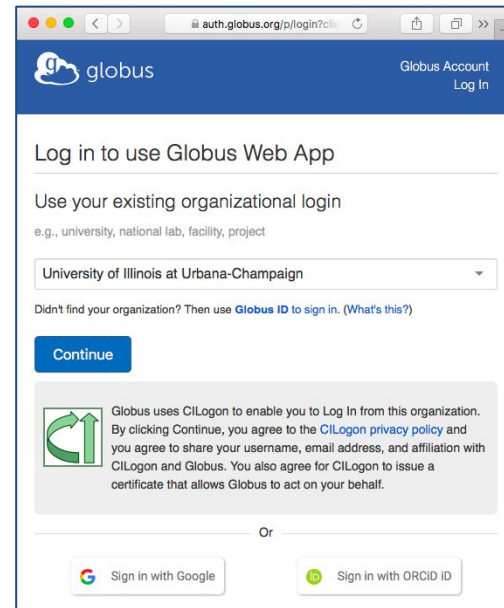 auth.globus.org/p/login?clie
globus
Globus Account
Log In
Log in to use Globus Web App
Use your existing organizational login
e.g., university, national lab, facility, project
University of Illinois at Urbana-Champaign
Didn't find your organization? Then use Globus ID to sign in. (What's this?)
Continue
Globus uses CILogon to enable you to Log In from this organization.
By clicking Continue, you agree to the CILogon privacy policy and
you agree to share your username, email address, and affiliation with
CILogon and Globus. You also agree for CILogon to issue a
certificate that allows Globus to act on your behalf.
Or
Sign in with Google
Sign in with ORCiD iD